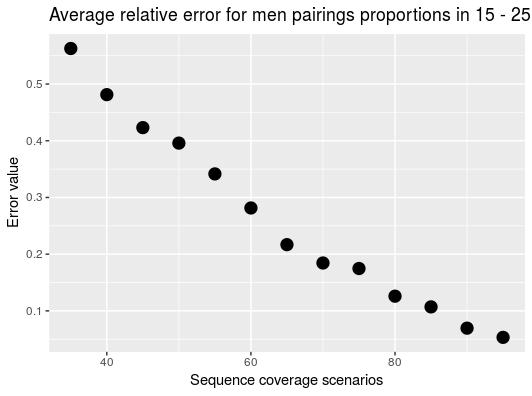 Average relative error for men pairings proportions in 15 - 25
Error value
0.5
0.4
0.3
0.2
0.1
40 60 80
Sequence coverage scenarios